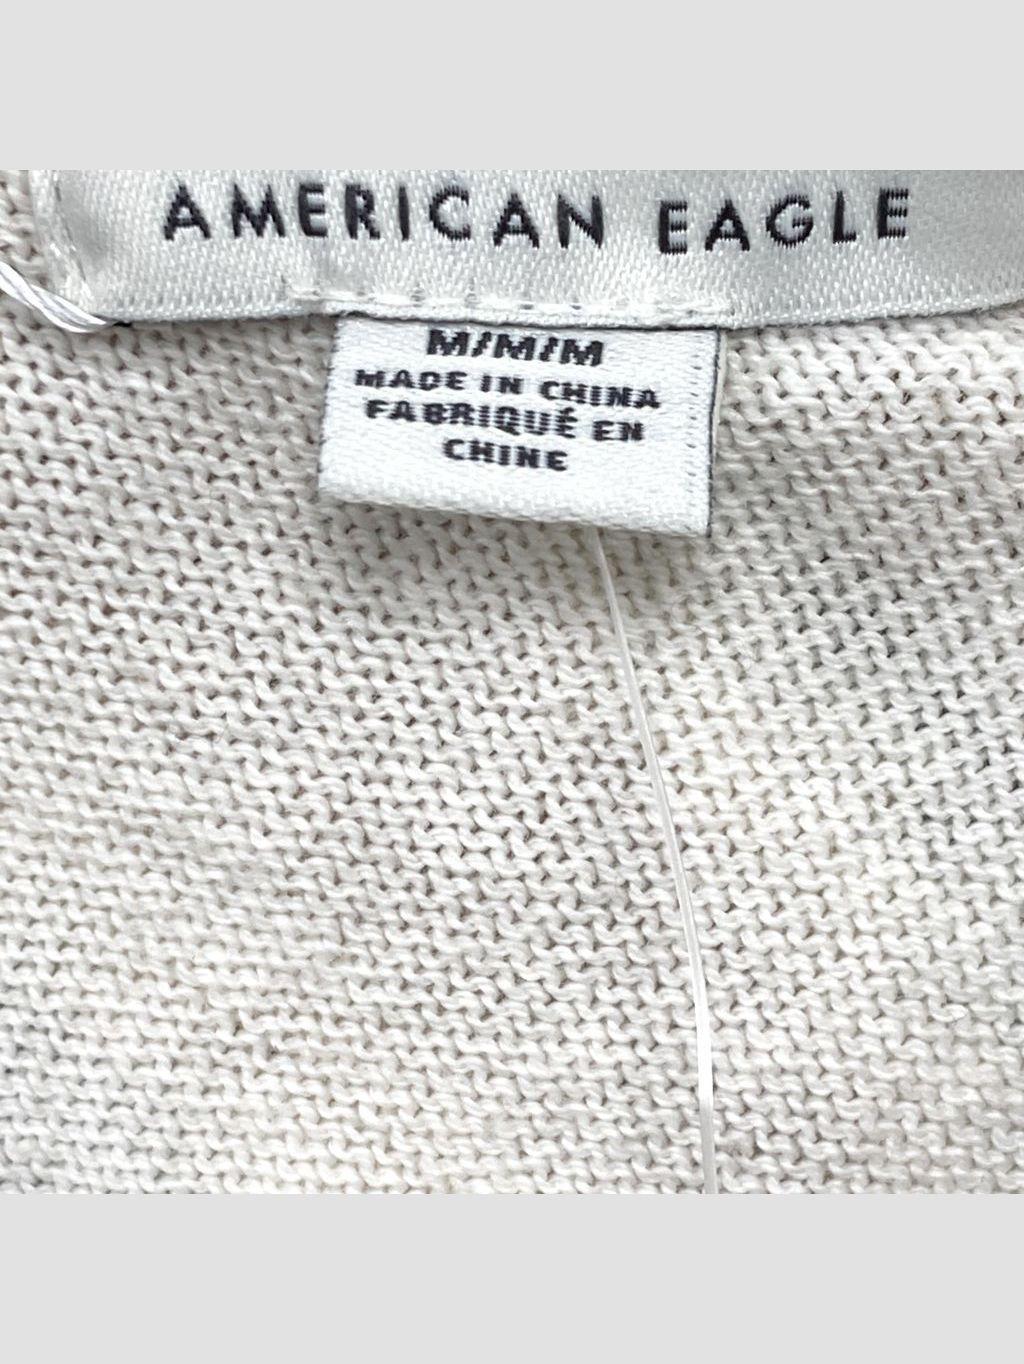 AMERICAN EAGLE
M/M/M
MADE IN CHINA
FABRIQUÉ EN
CHINE